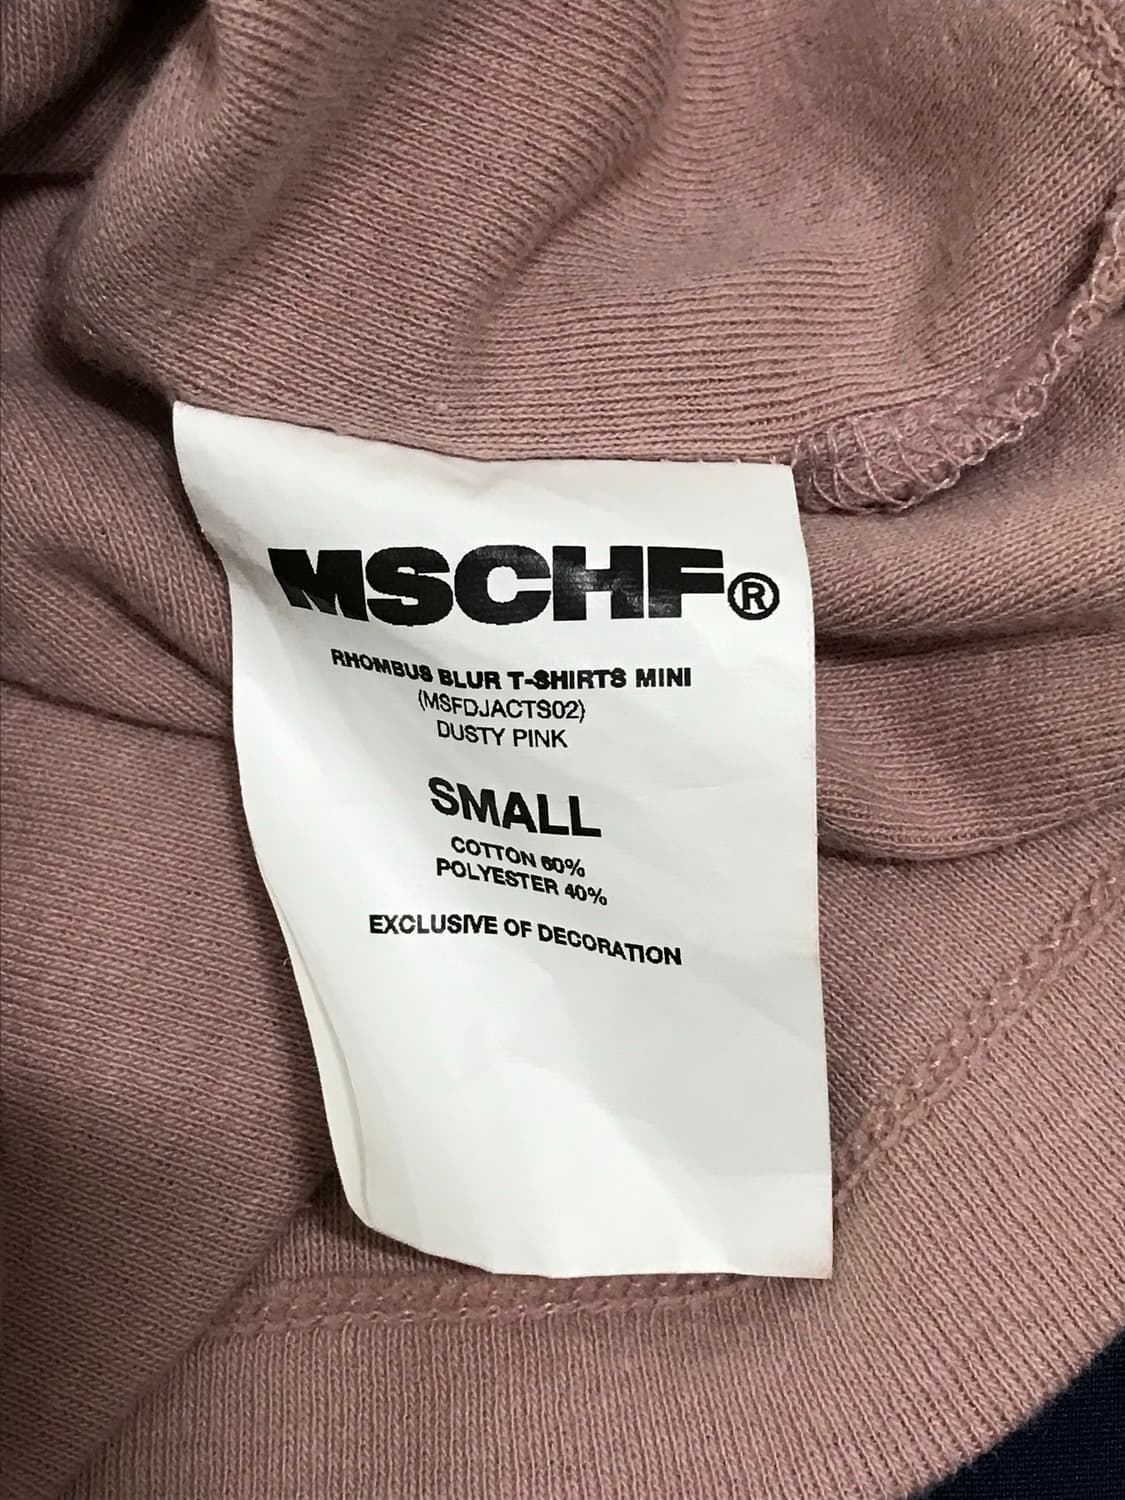 MSCHF®
RHOMBUS BLUR T-SHIRTS MINI
(MSFDJACTS02)
DUSTY PINK
SMALL
COTTON 60%
POLYESTER 40%
EXCLUSIVE OF DECORATION